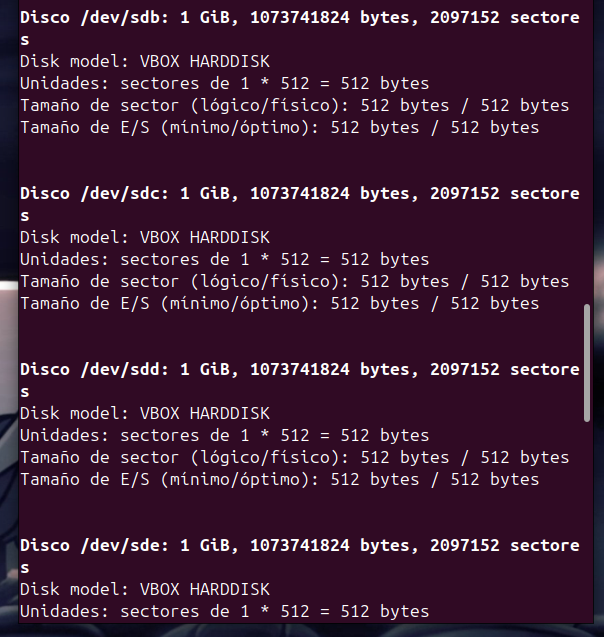 Disco /dev/sdb: 1 GiB, 1073741824 bytes, 2097152 sectore
s
Disk model: VBOX HARDDISK
Unidades: sectores de 1 * 512 = 512 bytes
Tamaño de sector (lógico/físico): 512 bytes / 512 bytes
Tamaño de E/S (mínimo/óptimo): 512 bytes / 512 bytes
Disco /dev/sdc: 1 GiB, 1073741824 bytes, 2097152 sectore
s
Disk model: VBOX HARDDISK
Unidades: sectores de 1 * 512 = 512 bytes
Tamaño de sector (lógico/físico): 512 bytes / 512 bytes
Tamaño de E/S (mínimo/óptimo): 512 bytes / 512 bytes
Disco /dev/sdd: 1 GiB, 1073741824 bytes, 2097152 sectore
s
Disk model: VBOX HARDDISK
Unidades: sectores de 1 * 512 = 512 bytes
Tamaño de sector (lógico/físico): 512 bytes / 512 bytes
Tamaño de E/S (mínimo/óptimo): 512 bytes / 512 bytes
Disco /dev/sde: 1 GiB, 1073741824 bytes, 2097152 sectore
s
Disk model: VBOX HARDDISK
Unidades: sectores de 1 * 512 = 512 bytes